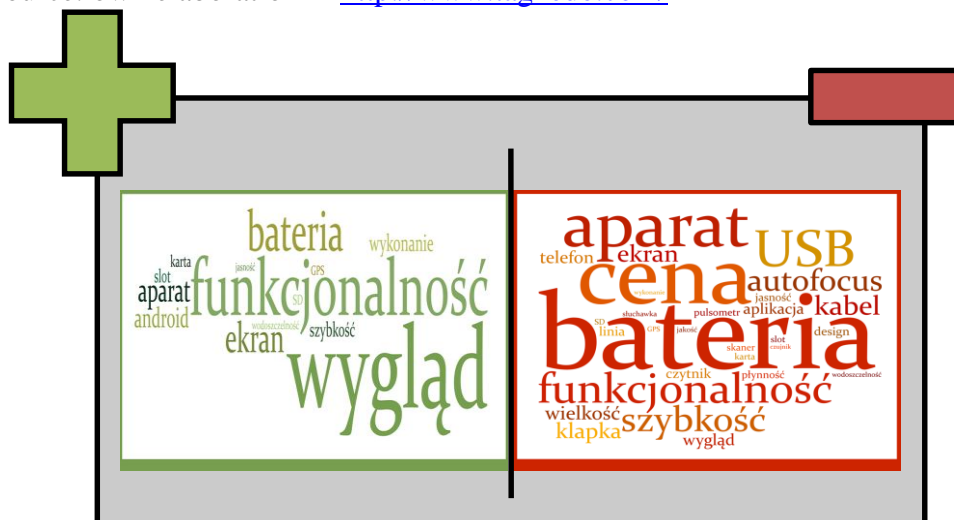 bateria
wykonanie
karta
jasność
GPS
slot
funkcjonalność
aparat
SD
android
wodoszczelność
szybkość
ekran
wygląd
aparat
USB
telefon
ekran
cena
autofocus
wykonanie
jasność
aplikacja
kabel
słuchawka
pulsometr
bateria
SD
linia
GPS
jakość
slot
design
skaner
czujnik
karta
czytnik
płynność
wodoszczelność
funkcjonalność
wielkość
szybkość
klapka
wygląd